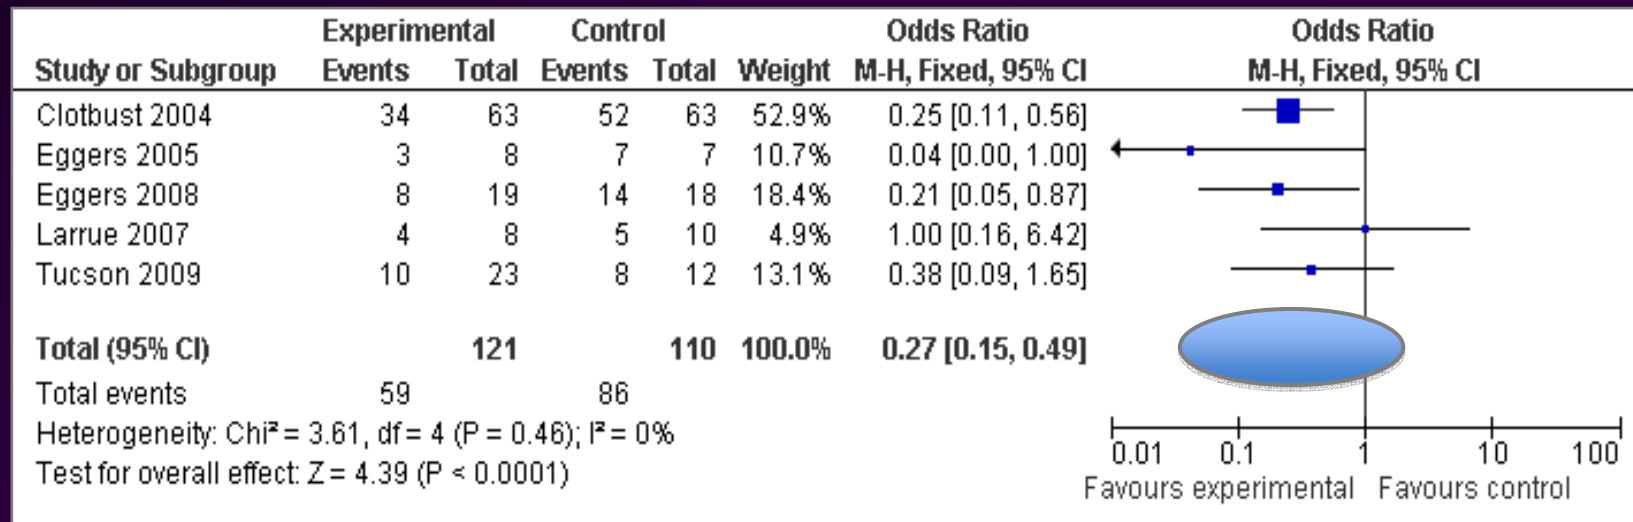 Experimental Control Odds Ratio Odds Ratio
Study or Subgroup Events Total Events Total Weight M-H, Fixed, 95% CI M-H, Fixed, 95% CI
Clotbust 2004 34 63 52 63 52.9% 0.25 [0.11, 0.56]
Eggers 2005 3 8 7 7 10.7% 0.04 [0.00, 1.00]
Eggers 2008 8 19 14 18 18.4% 0.21 [0.05, 0.87]
Larrue 2007 4 8 5 10 4.9% 1.00 [0.16, 6.42]
Tucson 2009 10 23 8 12 13.1% 0.38 [0.09, 1.65]
Total (95% CI) 121 110 100.0% 0.27 [0.15, 0.49]
Total events 59 86
Heterogeneity: Chi² = 3.61, df = 4 (P = 0.46); I² = 0%
Test for overall effect: Z = 4.39 (P < 0.0001)
0.01 0.1 1 10 100
Favours experimental Favours control